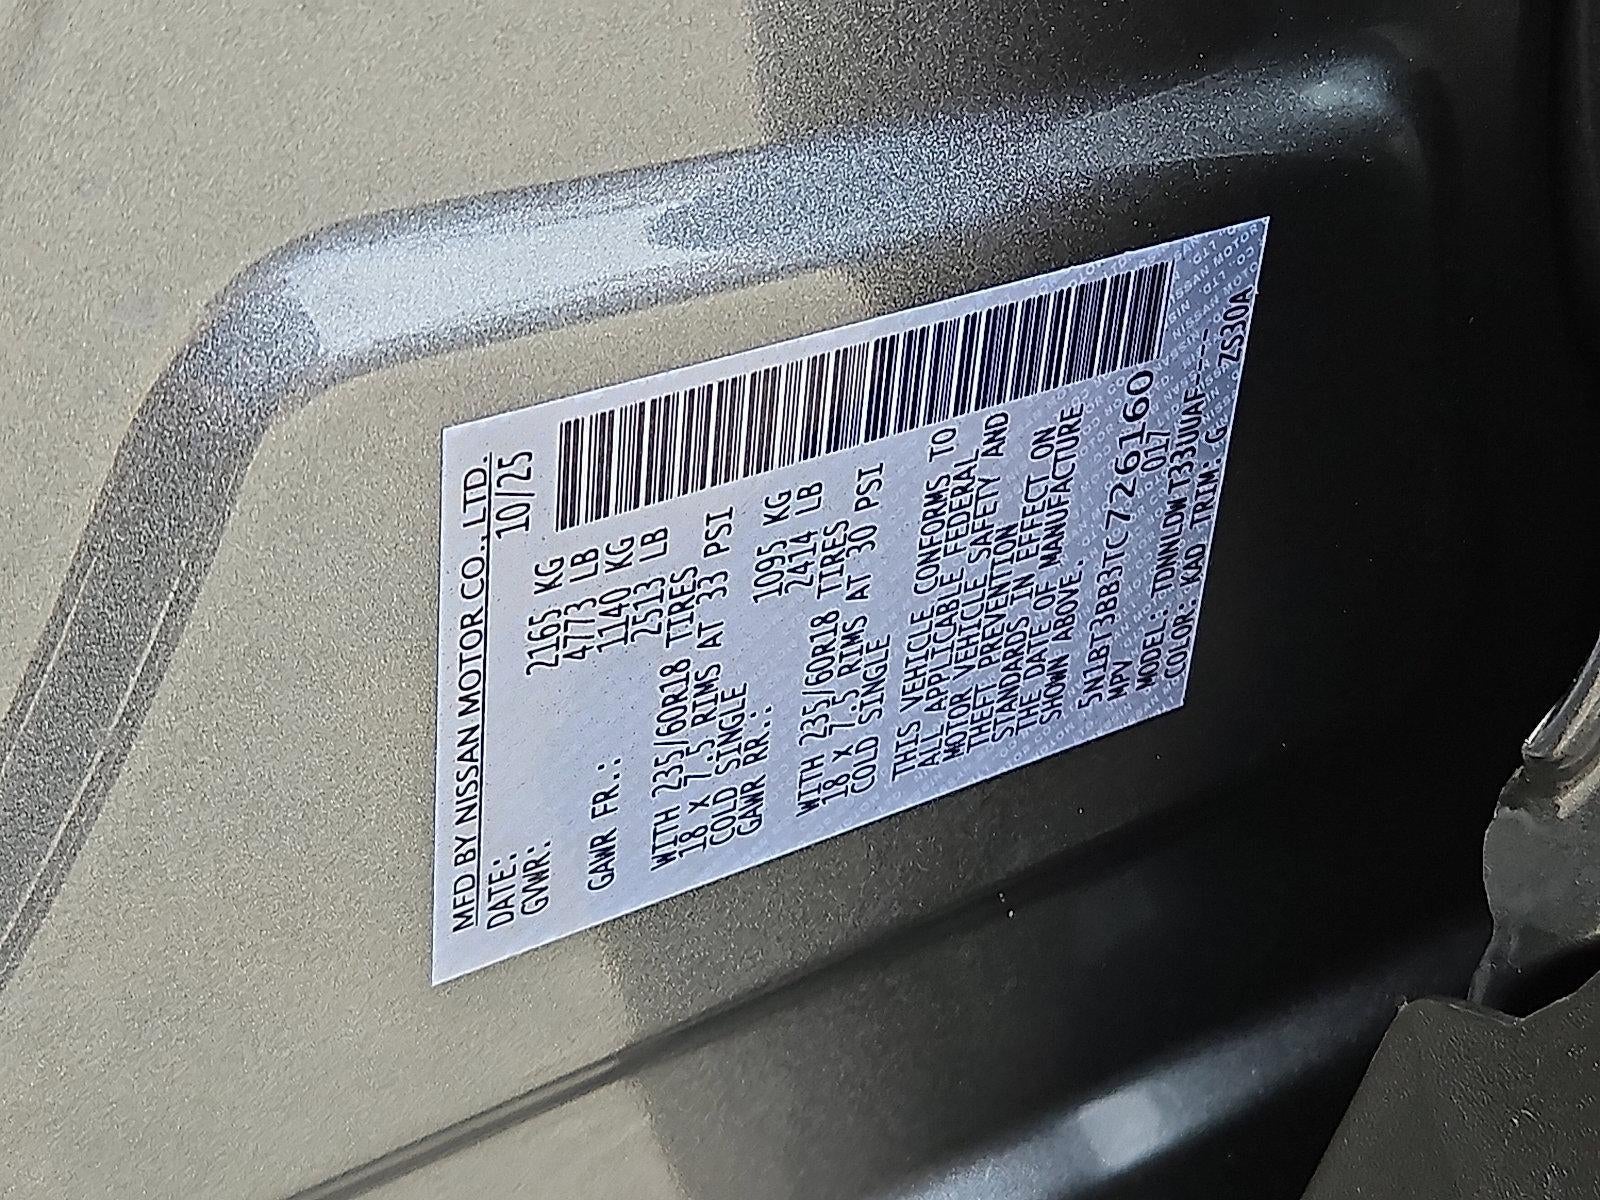 MFD BY NISSAN MOTOR CO., LTD.
DATE: 10/25
GVWR: 2165 KG
4773 LB
GAWR FR.: 1140 KG
2513 LB
WITH 235/60R18 TIRES
18 x 7.5 RIMS AT 33 PSI
COLD SINGLE
GAWR RR.: 1095 KG
2414 LB
WITH 235/60R18 TIRES
18 x 7.5 RIMS AT 30 PSI
COLD SINGLE
THIS VEHICLE CONFORMS TO
ALL APPLICABLE FEDERAL
MOTOR VEHICLE SAFETY AND
THEFT PREVENTION
STANDARDS IN EFFECT ON
THE DATE OF MANUFACTURE
SHOWN ABOVE.
5N1BT3BB3TC726160
MPV 017
MODEL: TDNNLDWT33UUAF----
COLOR: KAD TRIM: G ZS30A